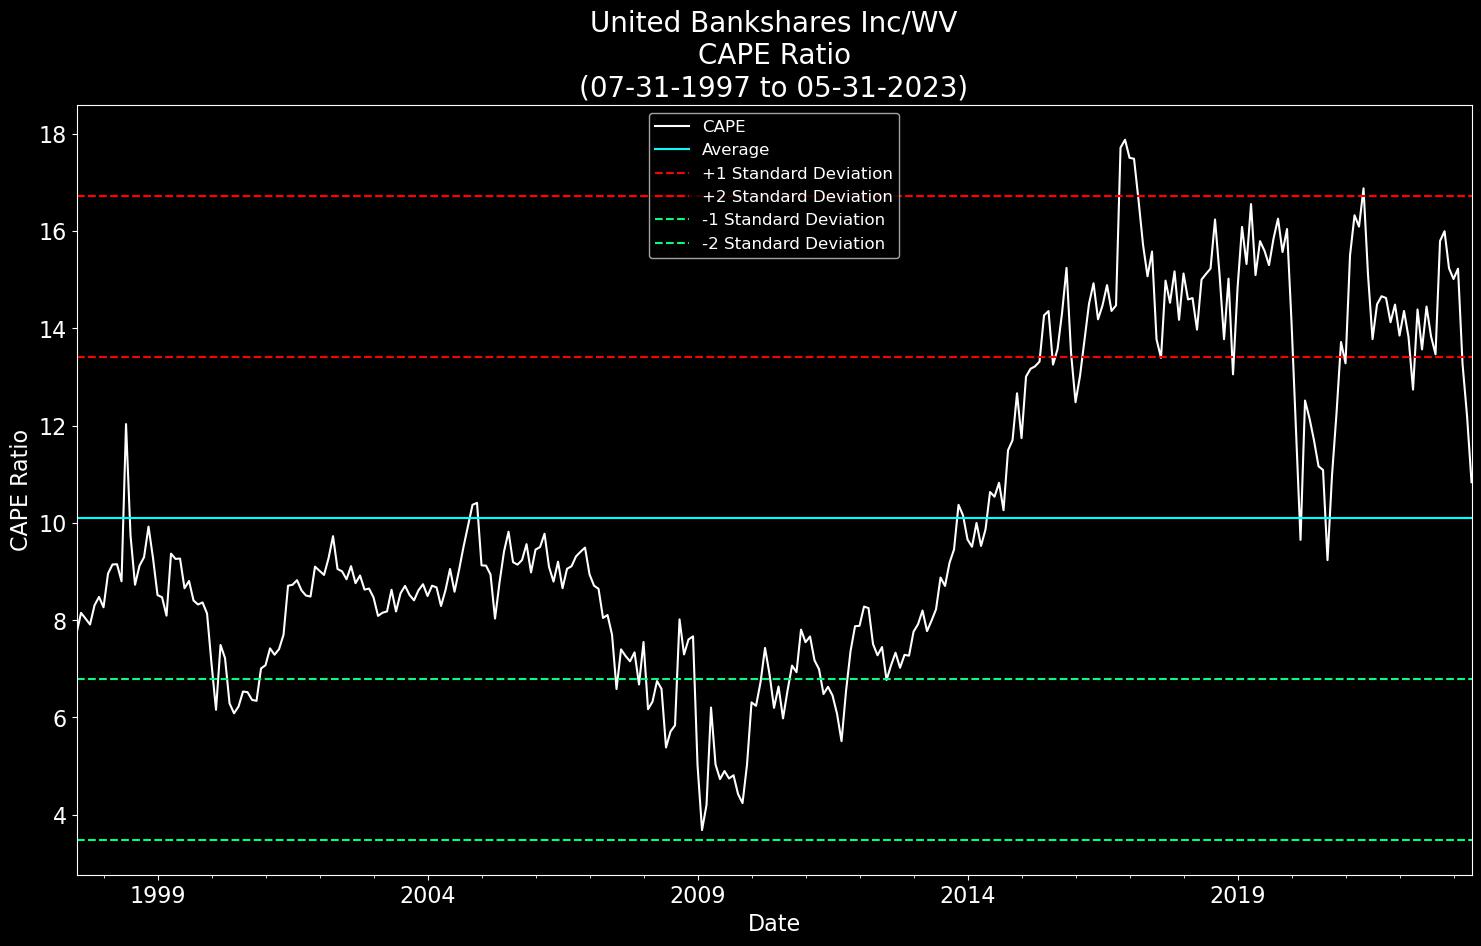 United Bankshares Inc/WV
CAPE Ratio
(07-31-1997 to 05-31-2023)
CAPE
Average
+1 Standard Deviation
+2 Standard Deviation
-1 Standard Deviation
-2 Standard Deviation
18
16
14
12
10
8
6
4
CAPE Ratio
1999 2004 2009 2014 2019
Date